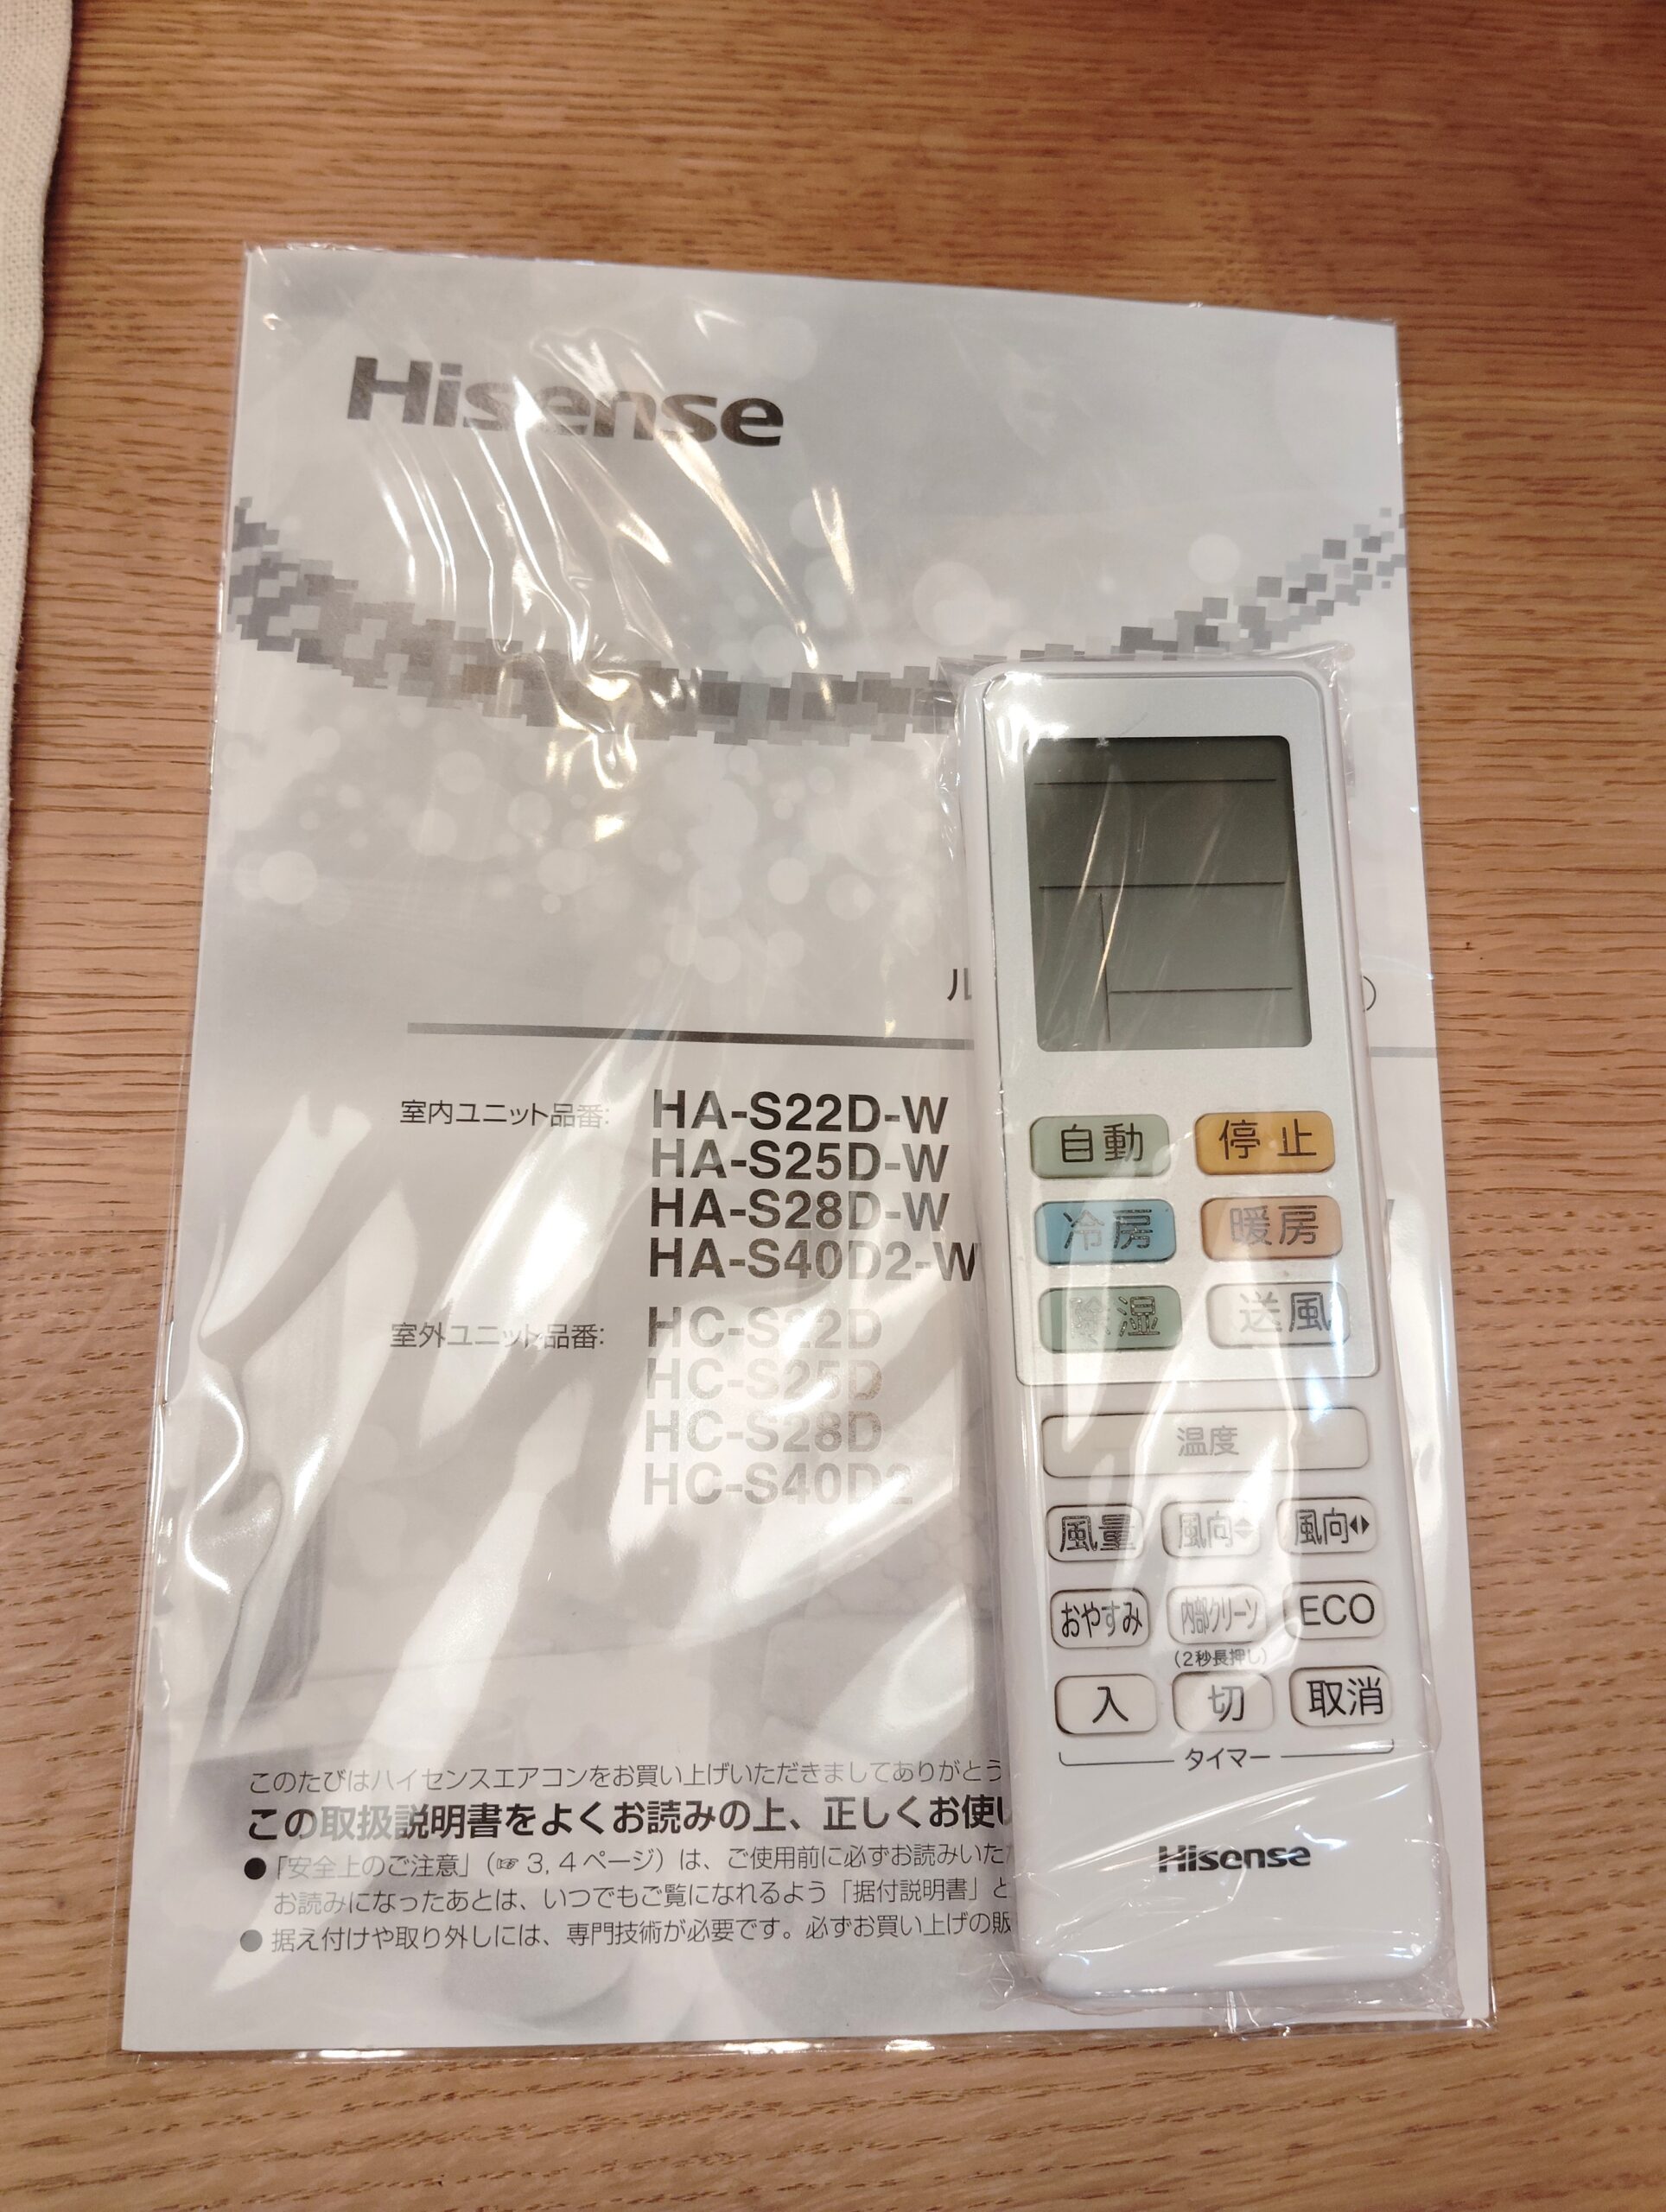 Hisense
ル
室内ユニット品番: HA-S22D-W
HA-S25D-W
HA-S28D-W
HA-S40D2-W
室外ユニット品番: HC-S22D
HC-S25D
HC-S28D
HC-S40D2
このたびはハイセンスエアコンをお買い上げいただきましてありがとう
この取扱説明書をよくお読みの上、正しくお使い
●「安全上のご注意」(☞ 3, 4 ページ) は、ご使用前に必ずお読みいた
お読みになったあとは、いつでもご覧になれるよう「据付説明書」と
● 据え付けや取り外しには、専門技術が必要です。必ずお買い上げの販
自動 停止
冷房 暖房
除湿 送風
温度
風量 風向 風向
おやすみ 内部クリーン ECO
(2秒長押し)
入 切 取消
タイマー
Hisense